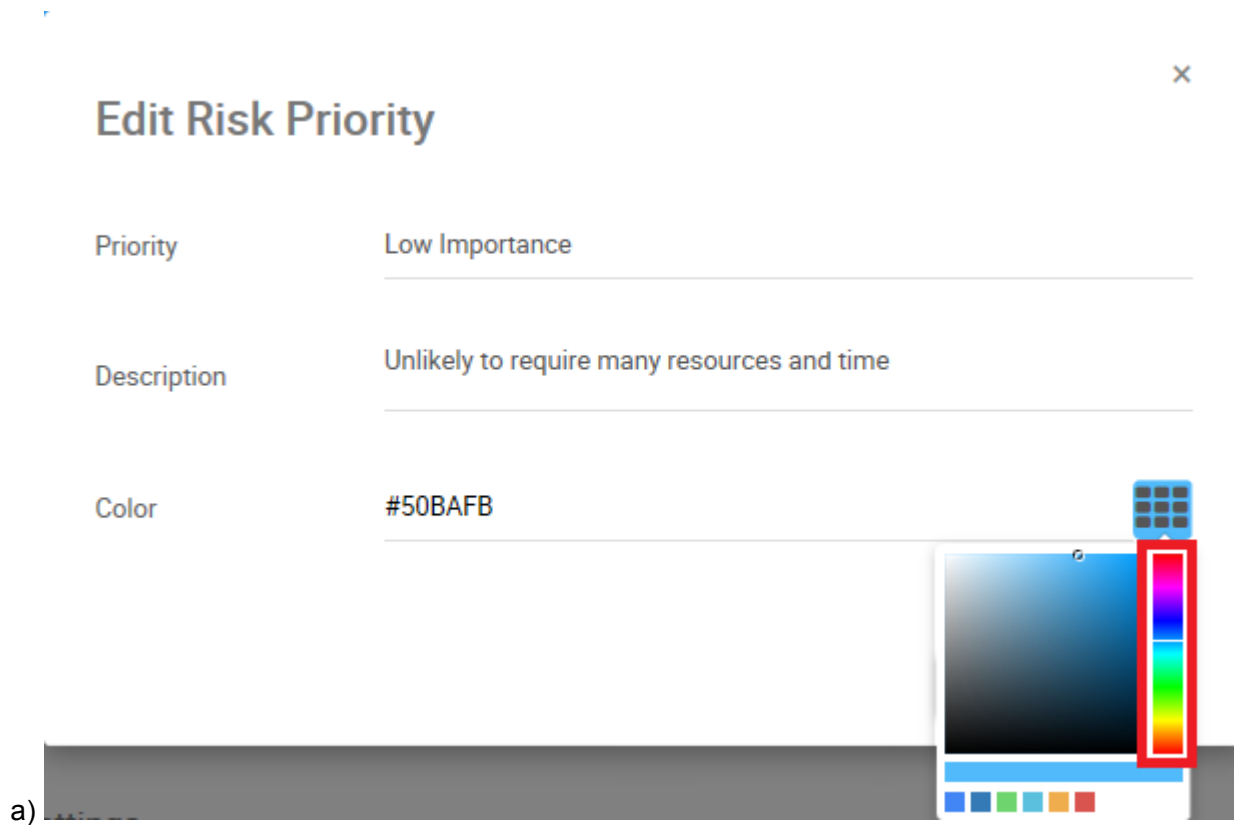 ×
Edit Risk Priority
Priority Low Importance
Description Unlikely to require many resources and time
Color #50BAFB
a)